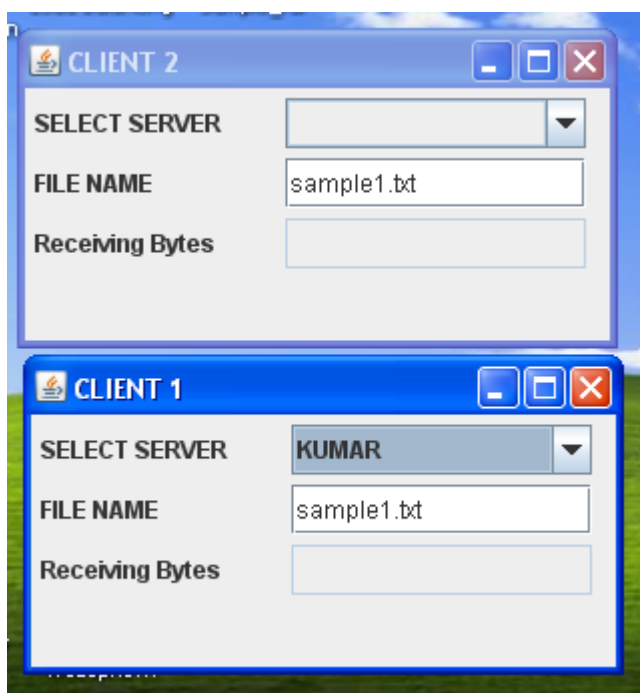 CLIENT 2
SELECT SERVER
FILE NAME sample1.txt
Receiving Bytes
CLIENT 1
SELECT SERVER KUMAR
FILE NAME sample1.txt
Receiving Bytes